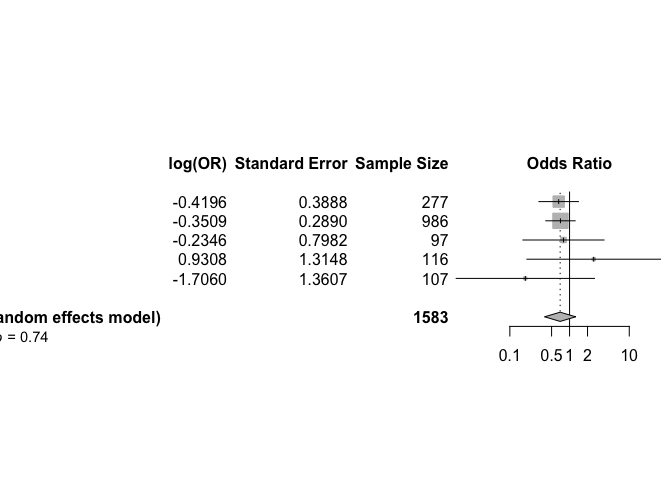 log(OR) Standard Error Sample Size Odds Ratio
-0.4196 0.3888 277
-0.3509 0.2890 986
-0.2346 0.7982 97
0.9308 1.3148 116
-1.7060 1.3607 107
effects model) 1583
= 0.74
0.1 0.5 1 2 10